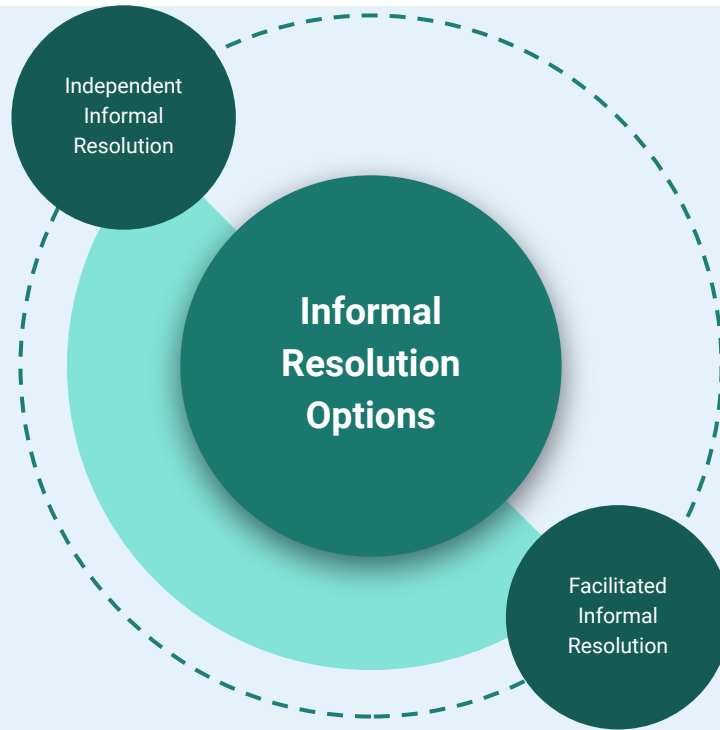 Independent
Informal
Resolution
Informal
Resolution
Options
Facilitated
Informal
Resolution